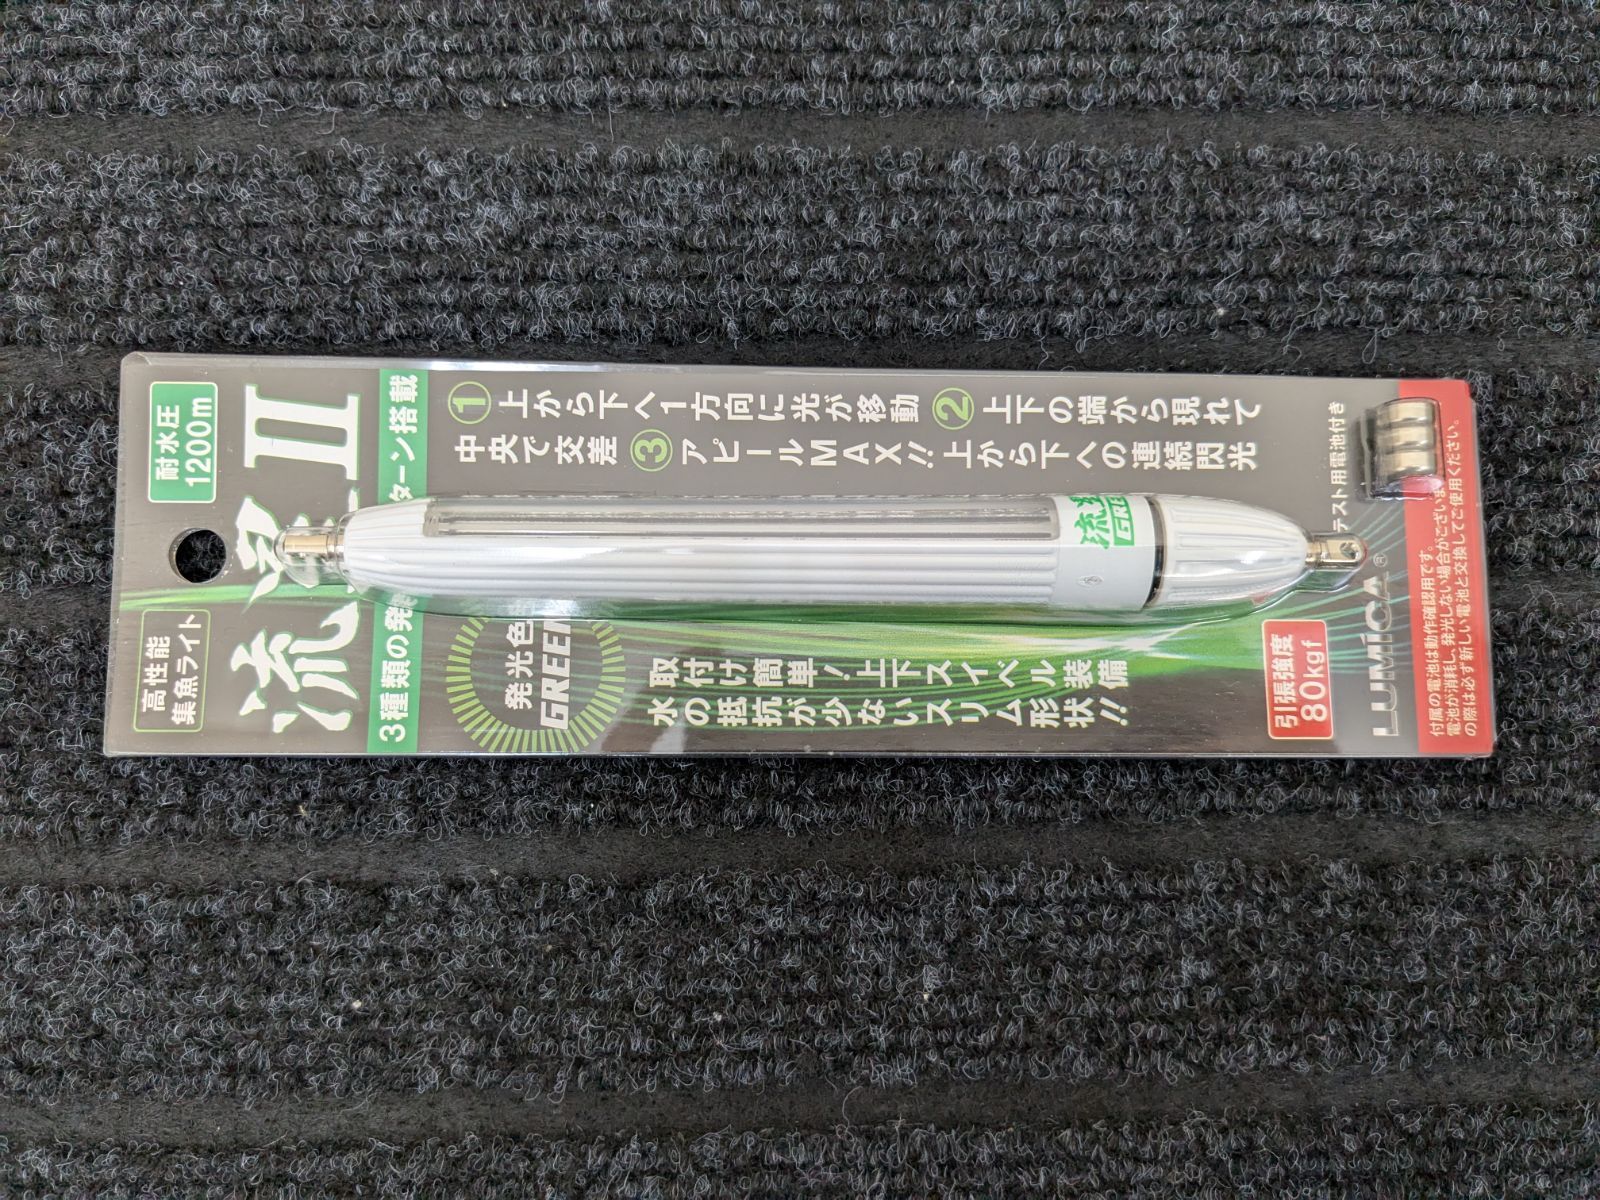 高性能
集魚ライト
耐水圧
1200m
流星II
3種類の発
ターン搭載
①上から下へ1方向に光が移動 ②上下の端から現れて
中央で交差 ③アピールMAX!! 上から下への連続閃光
発光色
GREEN
取付け簡単!上下スイベル装備
水の抵抗が少ないスリム形状!!
流星
GRE
引張強度
80kgf
LUMICA®
テスト用電池付き
付属の電池は動作確認用です。
電池が消耗し、発光しない場合がございま
の際は必ず新しい電池と交換してご使用ください。